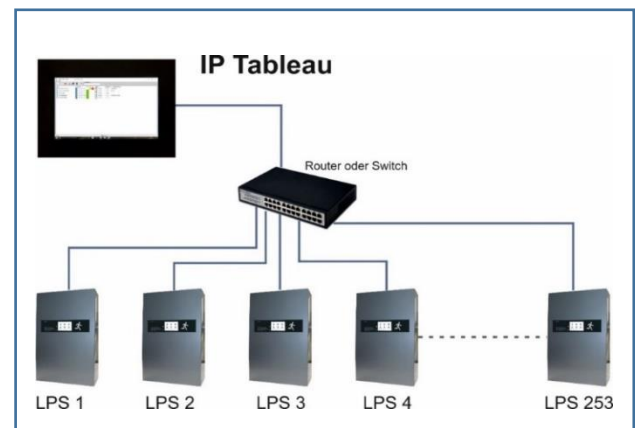 IP Tableau
Router oder Switch
LPS 1
LPS 2
LPS 3
LPS 4
LPS 253